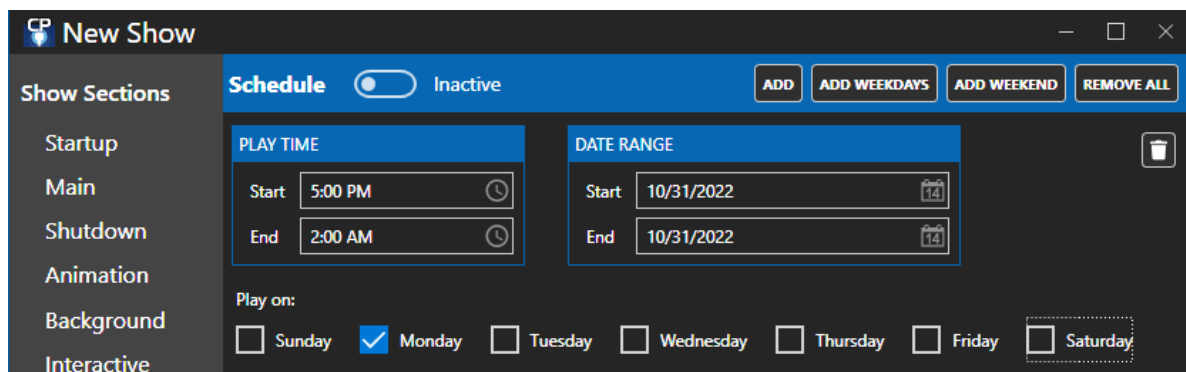 CP New Show
Show Sections
Startup
Main
Shutdown
Animation
Background
Interactive
Schedule Inactive ADD ADD WEEKDAYS ADD WEEKEND REMOVE ALL
PLAY TIME
Start 5:00 PM
End 2:00 AM
DATE RANGE
Start 10/31/2022 14
End 10/31/2022 14
Play on:
Sunday Monday Tuesday Wednesday Thursday Friday Saturday